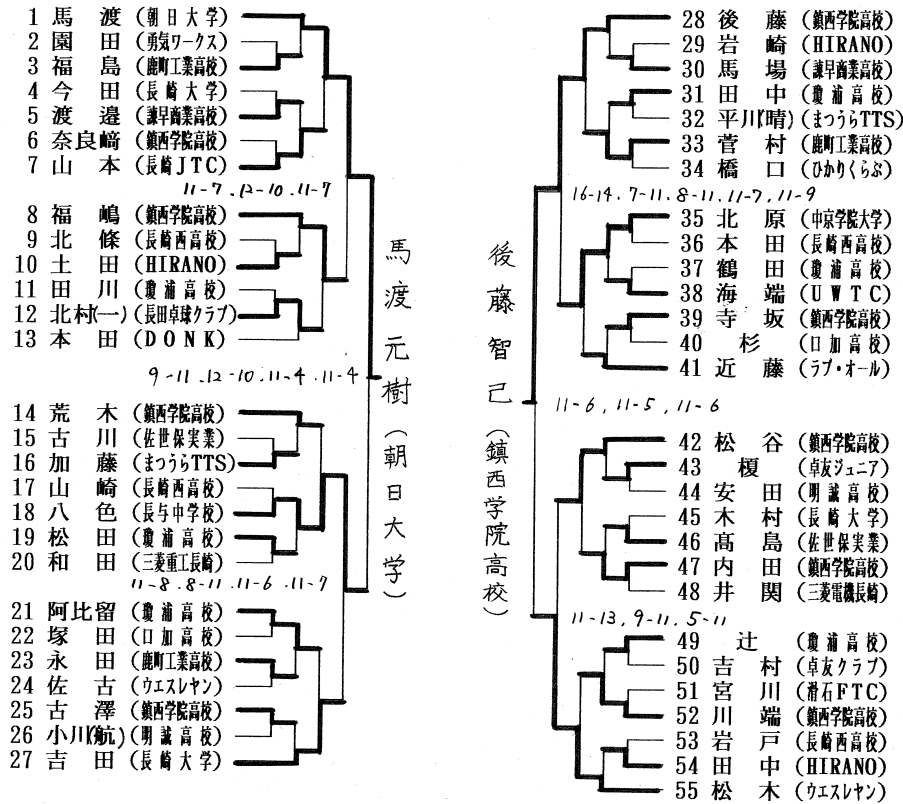 1 馬渡 (朝日大学)
2 園田 (勇気ワークス)
3 福島 (鹿町工業高校)
4 今田 (長崎大学)
5 渡邉 (諫早商業高校)
6 奈良﨑 (鎮西学院高校)
7 山本 (長崎JTC)
11-7.12-10.11-7
8 福嶋 (鎮西学院高校)
9 北條 (長崎西高校)
10 土田 (HIRANO)
11 田川 (瓊浦高校)
12 北村(一) (長田卓球クラブ)
13 本田 (DONK)
9-11.12-10.11-4.11-4
14 荒木 (鎮西学院高校)
15 古川 (佐世保実業)
16 加藤 (まつうらTTS)
17 山崎 (長崎西高校)
18 八色 (長与中学校)
19 松田 (瓊浦高校)
20 和田 (三菱重工長崎)
11-8.8-11.11-6.11-7
21 阿比留 (瓊浦高校)
22 塚田 (口加高校)
23 永田 (鹿町工業高校)
24 佐古 (ウエスレヤン)
25 古澤 (鎮西学院高校)
26 小川(航) (明誠高校)
27 吉田 (長崎大学)
馬渡元樹(朝日大学)
後藤智己(鎮西学院高校)
28 後藤 (鎮西学院高校)
29 岩崎 (HIRANO)
30 馬場 (諫早商業高校)
31 田中 (瓊浦高校)
32 平川(晴) (まつうらTTS)
33 菅村 (鹿町工業高校)
34 橋口 (ひかりくらぶ)
16-14.7-11.8-11.11-7.11-9
35 北原 (中京学院大学)
36 本田 (長崎西高校)
37 鶴田 (瓊浦高校)
38 海端 (UWTC)
39 寺坂 (鎮西学院高校)
40 杉 (口加高校)
41 近藤 (ラブ・オール)
11-6,11-5,11-6
42 松谷 (鎮西学院高校)
43 榎 (卓友ジュニア)
44 安田 (明誠高校)
45 木村 (長崎大学)
46 髙島 (佐世保実業)
47 内田 (鎮西学院高校)
48 井関 (三菱電機長崎)
11-13,9-11.5-11
49 辻 (瓊浦高校)
50 吉村 (卓友クラブ)
51 宮川 (滑石FTC)
52 川端 (鎮西学院高校)
53 岩戸 (長崎西高校)
54 田中 (HIRANO)
55 松木 (ウエスレヤン)